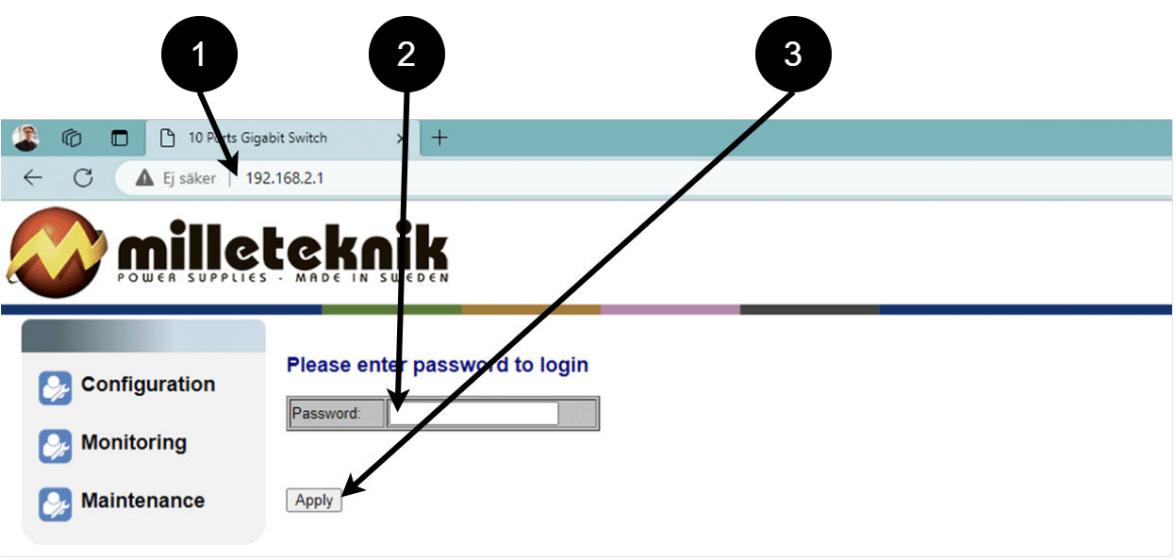 1 2 3
10 Ports Gigabit Switch
Ej säker 192.168.2.1
milleteknik
POWER SUPPLIES - MADE IN SWEDEN
Please enter password to login
Configuration
Password:
Monitoring
Maintenance
Apply